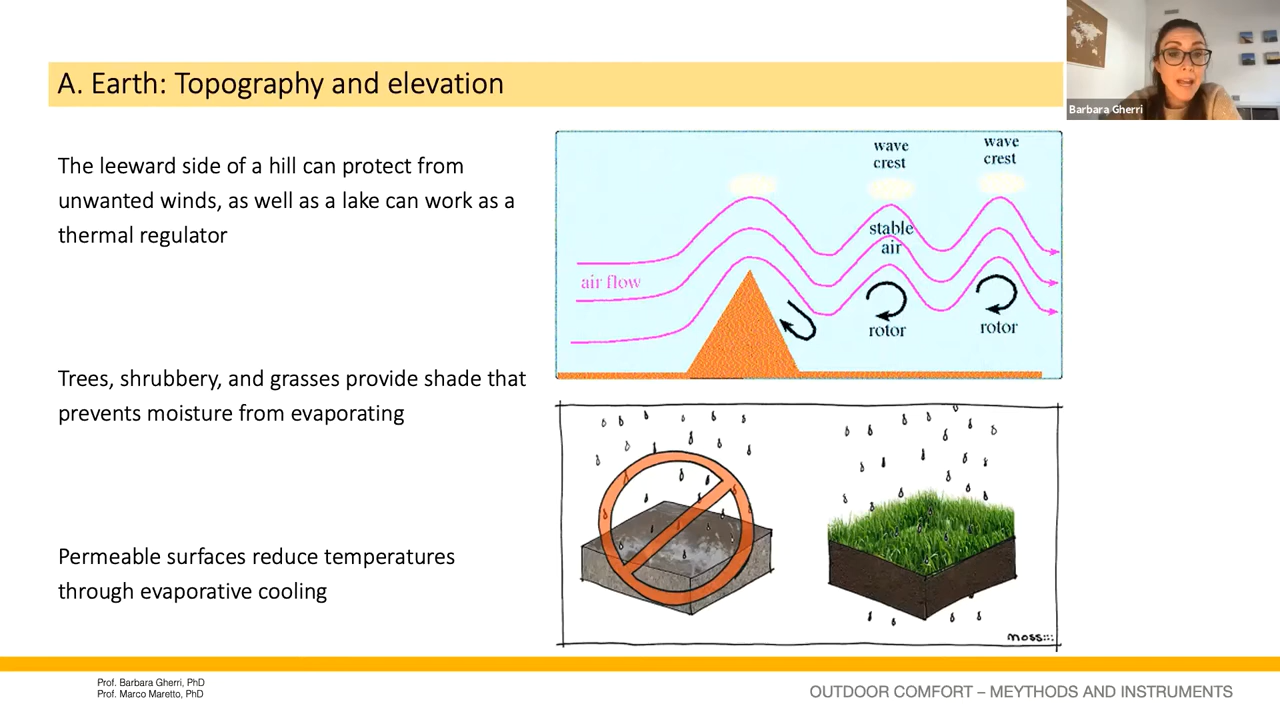 A. Earth: Topography and elevation
Barbara Gherri
The leeward side of a hill can protect from
unwanted winds, as well as a lake can work as a
thermal regulator
Trees, shrubbery, and grasses provide shade that
prevents moisture from evaporating
Permeable surfaces reduce temperatures
through evaporative cooling
wave
crest
wave
crest
stable
air
air flow
rotor
rotor
moss:::
Prof. Barbara Gherri, PhD
Prof. Marco Maretto, PhD
OUTDOOR COMFORT – MEYTHODS AND INSTRUMENTS